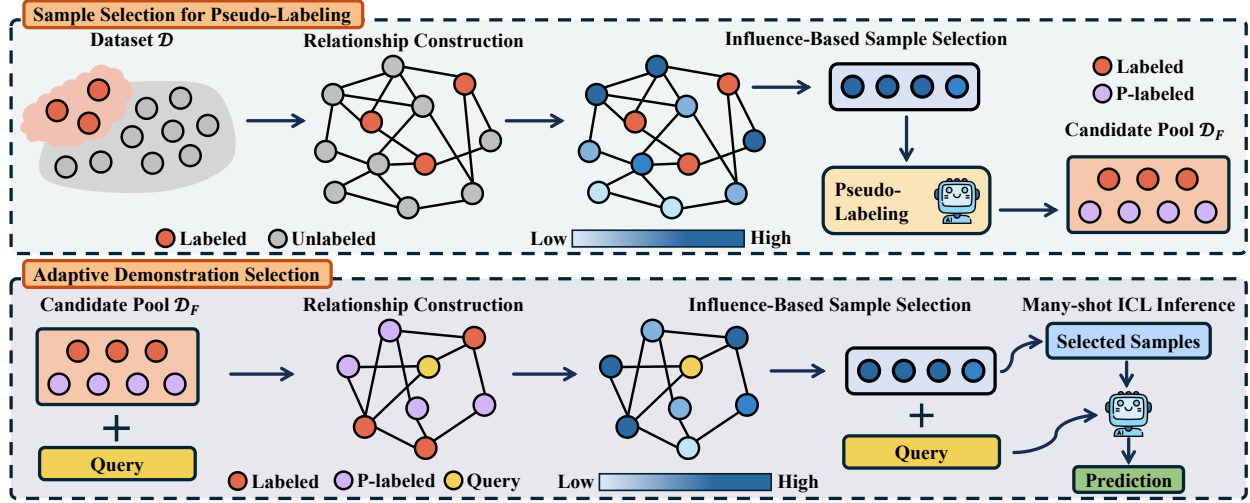 Sample Selection for Pseudo-Labeling
Dataset 𝒟
Relationship Construction
Influence-Based Sample Selection
Labeled
P-labeled
Candidate Pool 𝒟_F
Pseudo-
Labeling
AI
Labeled
Unlabeled
Low
High
Adaptive Demonstration Selection
Candidate Pool 𝒟_F
Relationship Construction
Influence-Based Sample Selection
Many-shot ICL Inference
Selected Samples
+
+
AI
Query
Query
Prediction
Labeled
P-labeled
Query
Low
High